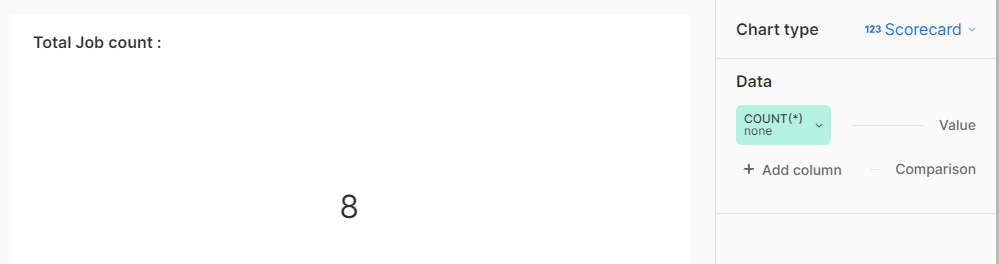 Total Job count :
8
Chart type
123 Scorecard
Data
COUNT(*)
none
Value
+ Add column
Comparison